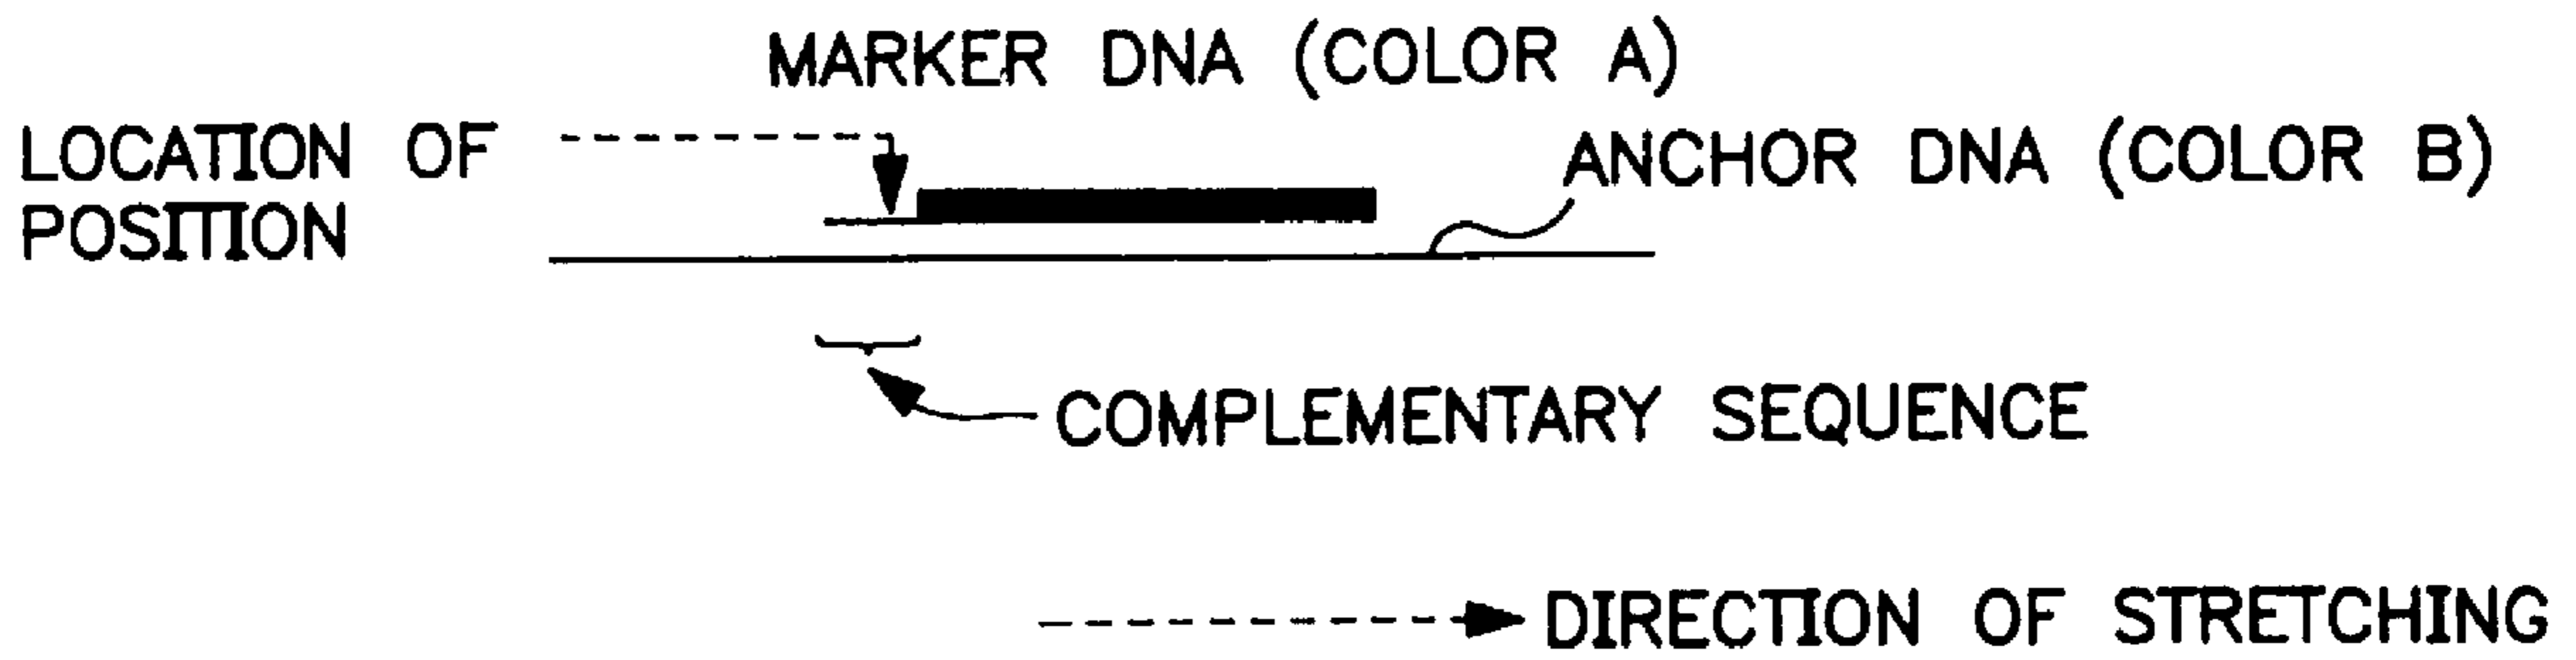 MARKER DNA (COLOR A)
LOCATION OF
POSITION
ANCHOR DNA (COLOR B)
COMPLEMENTARY SEQUENCE
DIRECTION OF STRETCHING